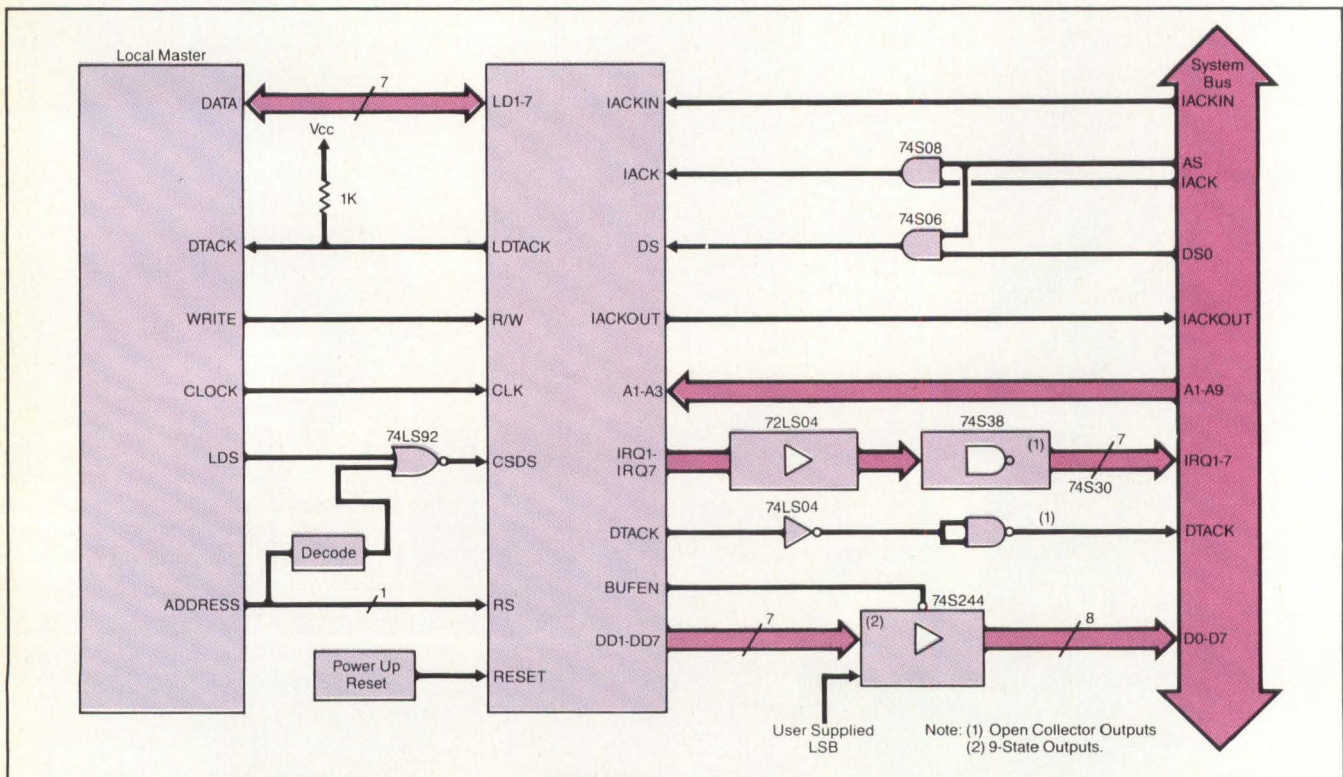 Local Master
System
Bus
DATA
7
LD1-7
IACKIN
IACKIN
Vcc
1K
74S08
IACK
AS
IACK
74S06
DTACK
LDTACK
DS
DS0
WRITE
R/W
IACKOUT
IACKOUT
CLOCK
CLK
A1-A3
A1-A9
74LS92
72LS04
74S38
LDS
CSDS
IRQ1-
IRQ7
(1)
7
74S30
IRQ1-7
Decode
DTACK
74LS04
(1)
DTACK
BUFEN
74S244
ADDRESS
1
RS
DD1-DD7
7
(2)
8
D0-D7
Power Up
Reset
RESET
User Supplied
LSB
Note: (1) Open Collector Outputs
(2) 9-State Outputs.